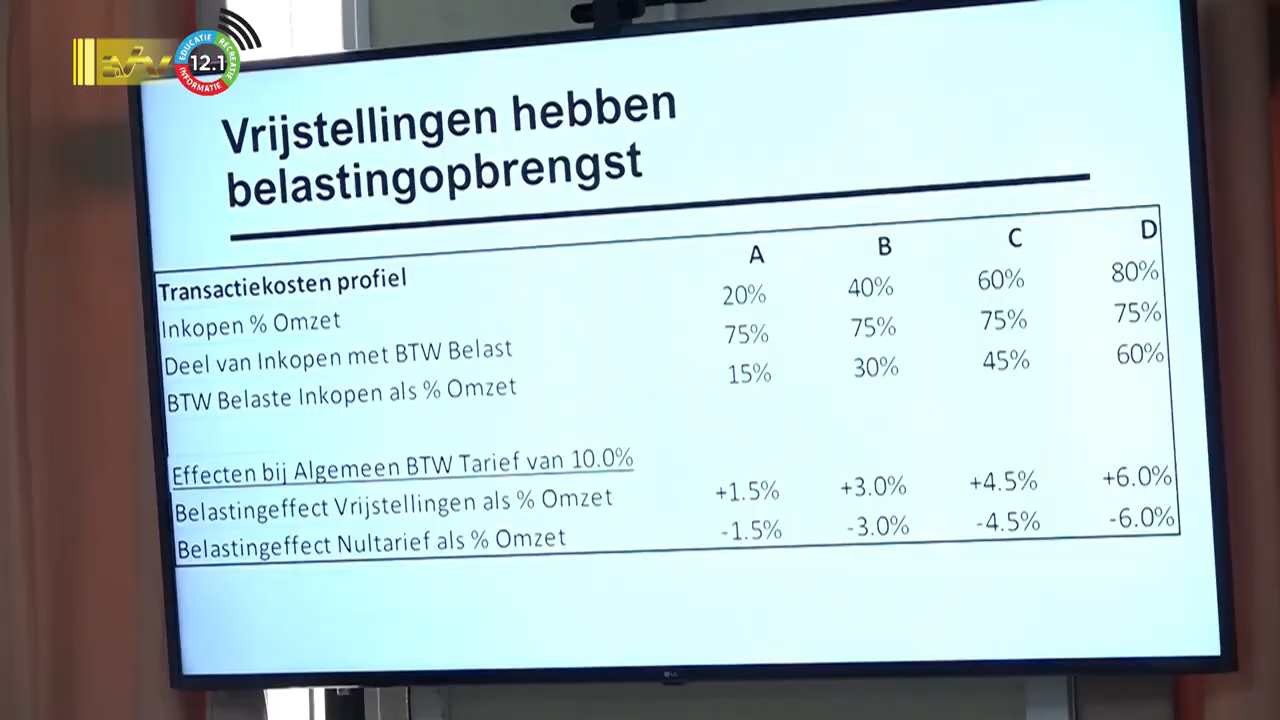 EDUCATIE
RECREATIE
INFORMATIE
12.1
Vrijstellingen hebben
belastingopbrengst
A B C D
Transactiekosten profiel
Inkopen % Omzet 20% 40% 60% 80%
Deel van Inkopen met BTW Belast 75% 75% 75% 75%
BTW Belaste Inkopen als % Omzet 15% 30% 45% 60%
Effecten bij Algemeen BTW Tarief van 10.0%
Belastingeffect Vrijstellingen als % Omzet +1.5% +3.0% +4.5% +6.0%
Belastingeffect Nultarief als % Omzet -1.5% -3.0% -4.5% -6.0%
LG